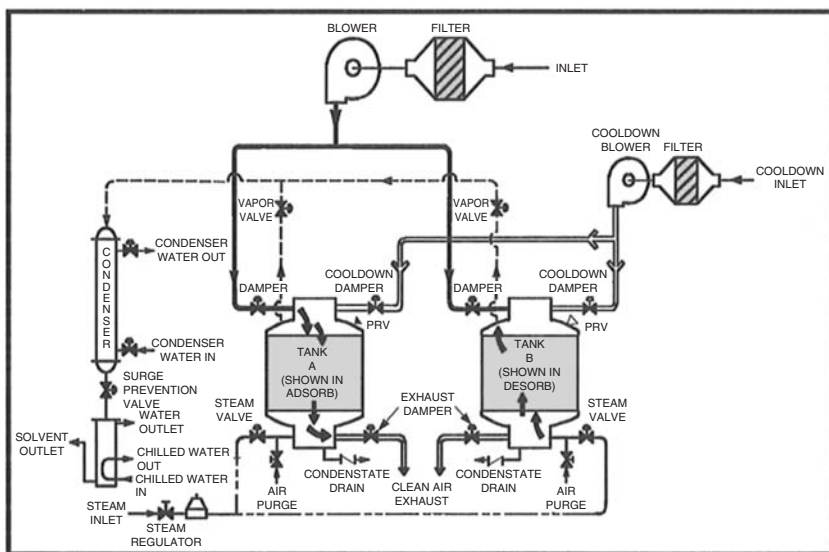 BLOWER
FILTER
INLET
COOLDOWN
BLOWER
FILTER
COOLDOWN
INLET
VAPOR
VALVE
VAPOR
VALVE
CONDENSER
CONDENSER
WATER OUT
DAMPER
COOLDOWN
DAMPER
DAMPER
COOLDOWN
DAMPER
PRV
PRV
CONDENSER
WATER IN
TANK
A
(SHOWN IN
ADSORB)
TANK
B
(SHOWN IN
DESORB)
SURGE
PREVENTION
VALVE
STEAM
VALVE
EXHAUST
DAMPER
STEAM
VALVE
WATER
OUTLET
SOLVENT
OUTLET
CHILLED WATER
OUT
CHILLED WATER
IN
CONDENSTATE
DRAIN
CLEAN AIR
EXHAUST
CONDENSTATE
DRAIN
AIR
PURGE
AIR
PURGE
STEAM
INLET
STEAM
REGULATOR